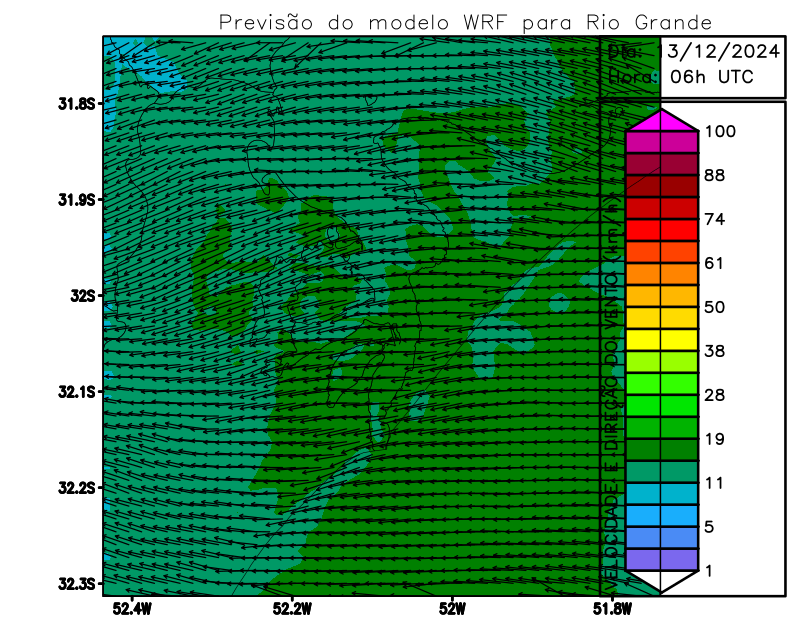 Previsão do modelo WRF para Rio Grande
Dia: 13/12/2024
Hora: 06h UTC
31.8S
31.9S
32S
32.1S
32.2S
32.3S
52.4W
52.2W
52W
51.8W
VELOCIDADE E DIREÇÃO DO VENTO (km/h)
100
88
74
61
50
38
28
19
11
5
1